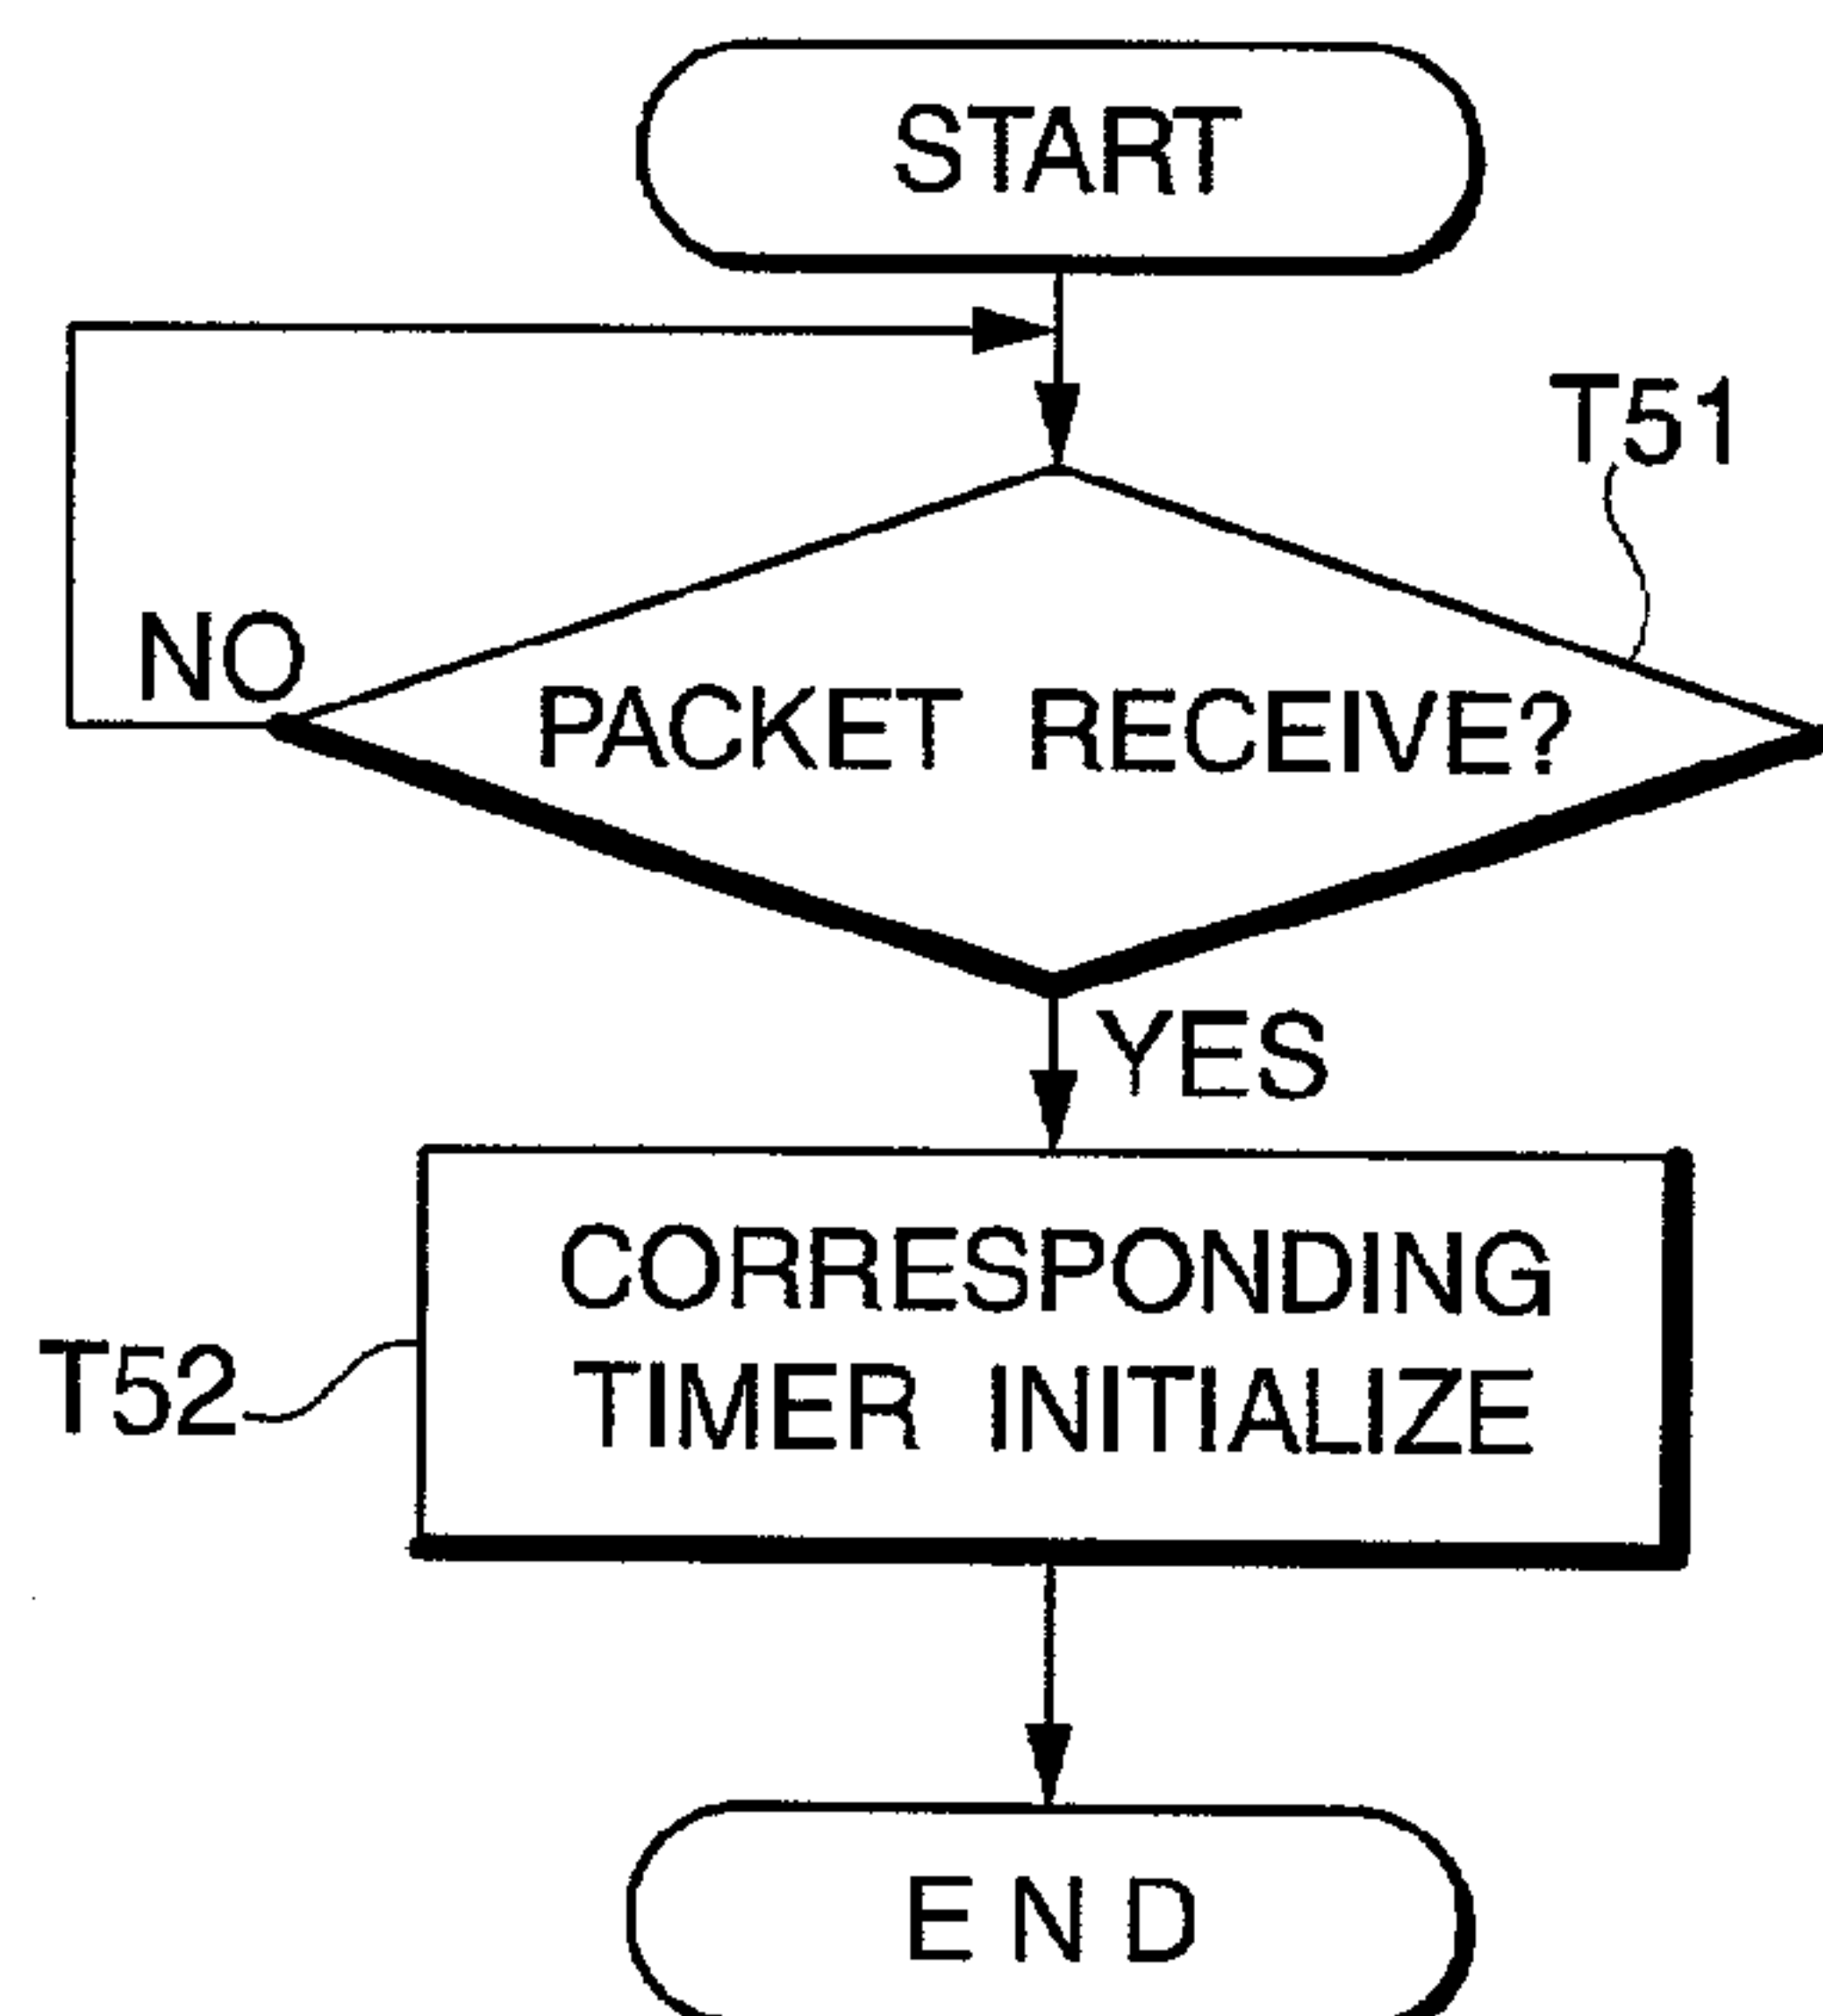 START
T51
NO
PACKET RECEIVE?
YES
CORRESPONDING
TIMER INITIALIZE
T52
END